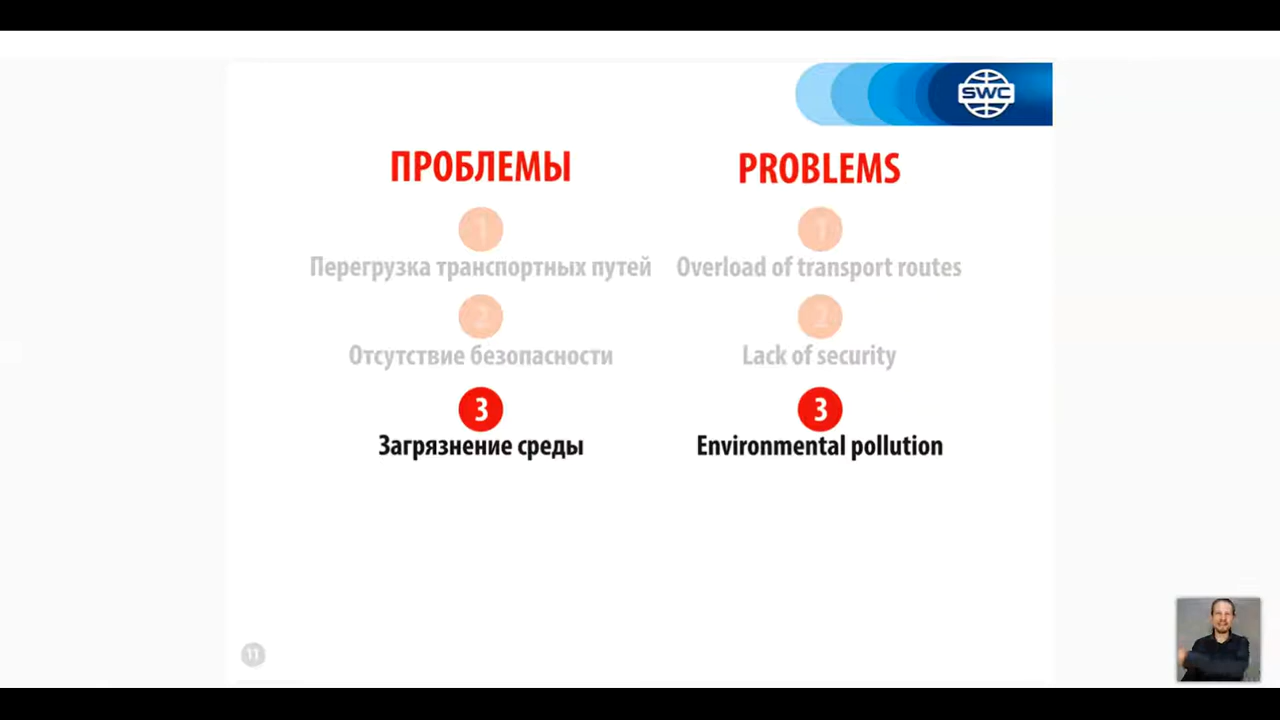 SWC
ПРОБЛЕМЫ
1
Перегрузка транспортных путей
2
Отсутствие безопасности
3
Загрязнение среды
PROBLEMS
1
Overload of transport routes
2
Lack of security
3
Environmental pollution
11